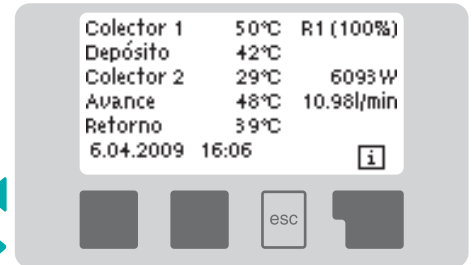 Colector 1 50°C R1 (100%)
Depósito 42°C
Colector 2 29°C 6093W
Avance 48°C 10.98l/min
Retorno 39°C
6.04.2009 16:06 i
esc